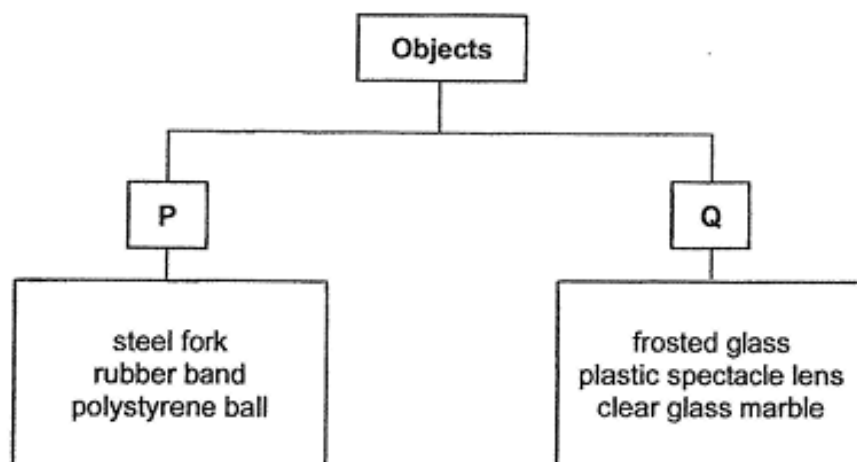 Objects
P
Q
steel fork
rubber band
polystyrene ball
frosted glass
plastic spectacle lens
clear glass marble